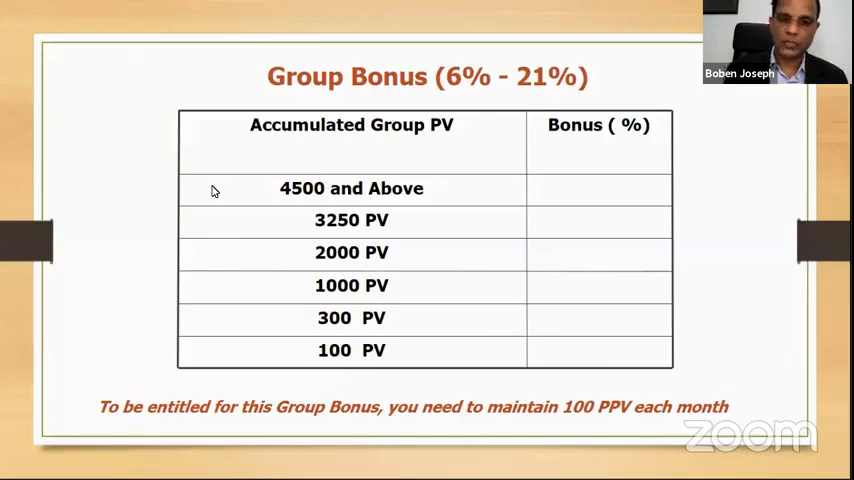 Boben Joseph
Group Bonus (6% - 21%)
Accumulated Group PV Bonus ( %)
4500 and Above
3250 PV
2000 PV
1000 PV
300 PV
100 PV
To be entitled for this Group Bonus, you need to maintain 100 PPV each month
zoom